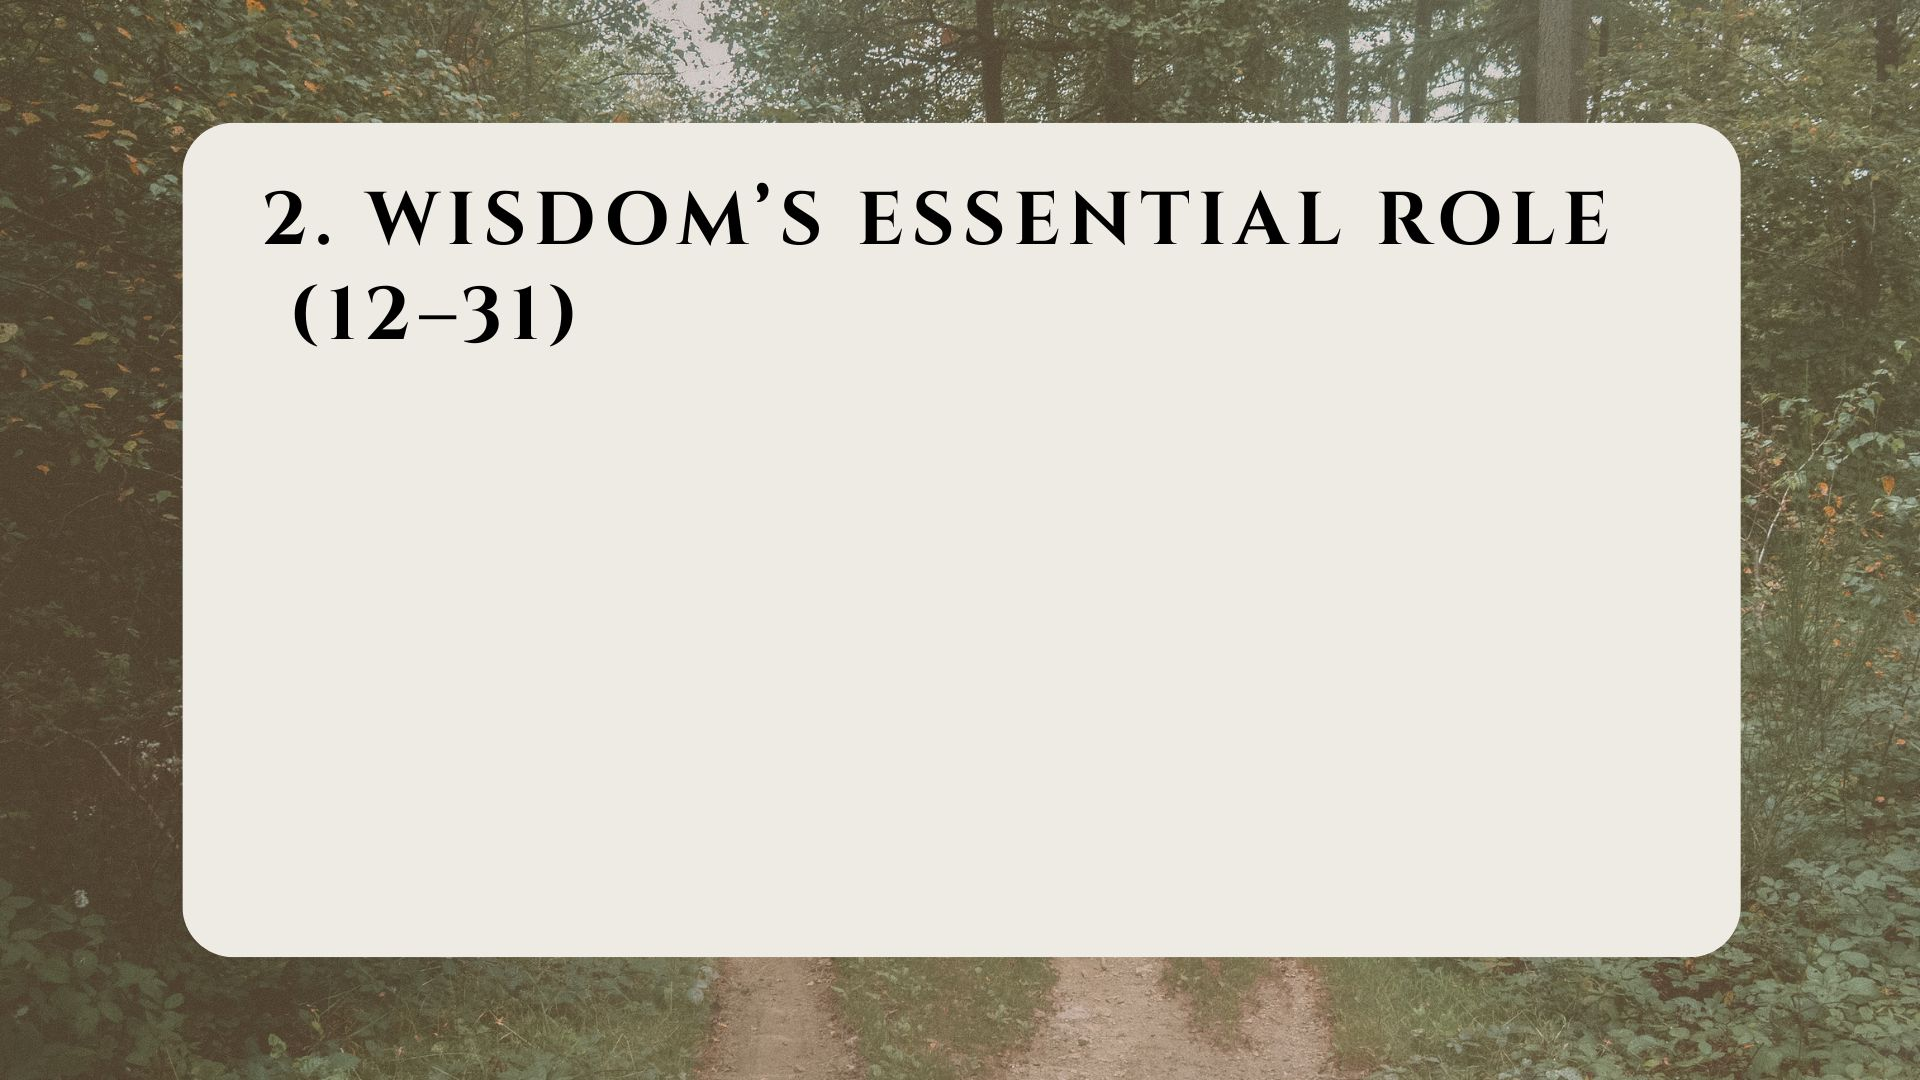 2. WISDOM’S ESSENTIAL ROLE
(12–31)